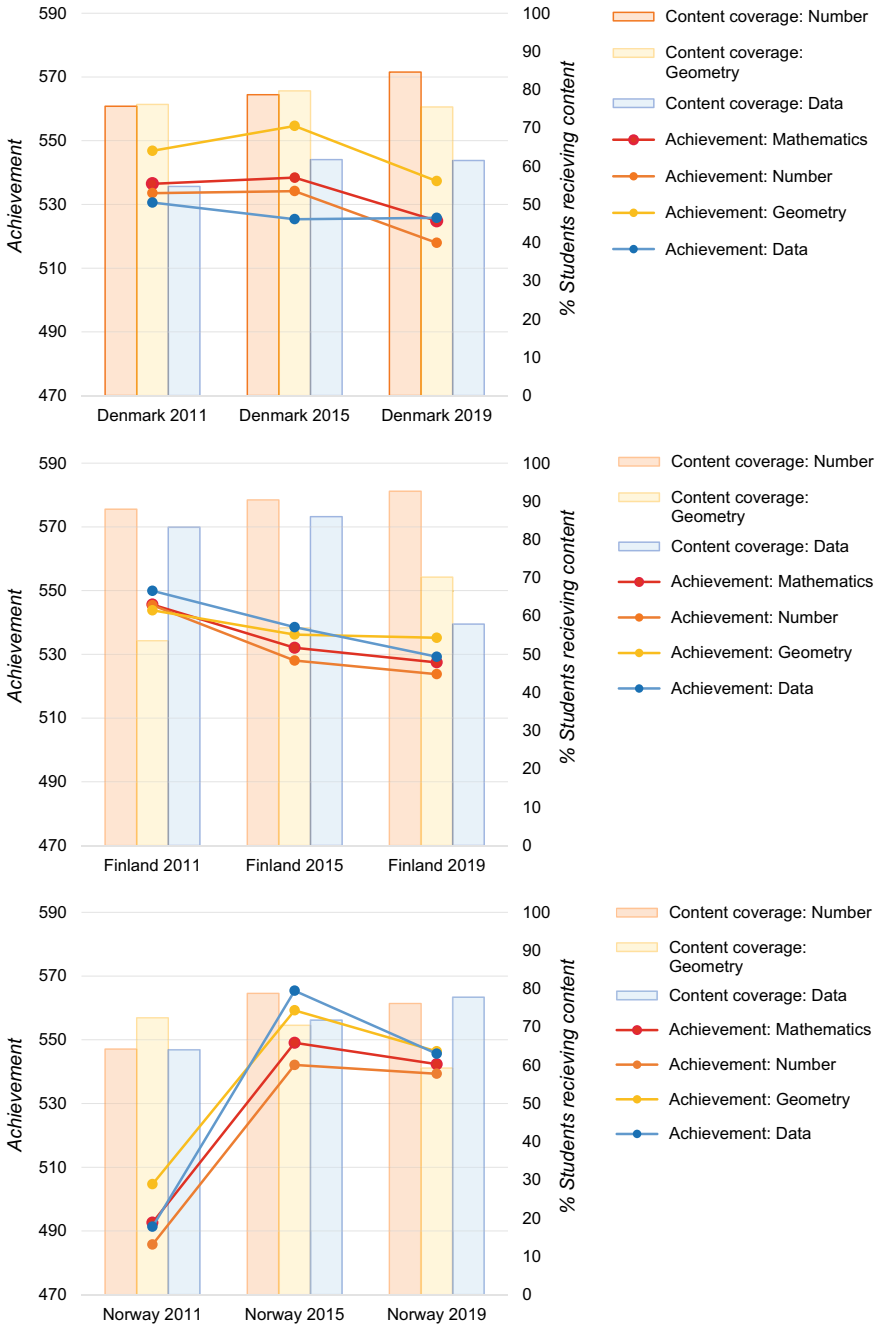 590
570
550
530
510
490
470
Achievement
100
90
80
70
60
50
40
30
20
10
0
% Students recieving content
Denmark 2011
Denmark 2015
Denmark 2019
Content coverage: Number
Content coverage:
Geometry
Content coverage: Data
Achievement: Mathematics
Achievement: Number
Achievement: Geometry
Achievement: Data
590
570
550
530
510
490
470
Achievement
100
90
80
70
60
50
40
30
20
10
0
% Students recieving content
Finland 2011
Finland 2015
Finland 2019
Content coverage: Number
Content coverage:
Geometry
Content coverage: Data
Achievement: Mathematics
Achievement: Number
Achievement: Geometry
Achievement: Data
590
570
550
530
510
490
470
Achievement
100
90
80
70
60
50
40
30
20
10
0
% Students recieving content
Norway 2011
Norway 2015
Norway 2019
Content coverage: Number
Content coverage:
Geometry
Content coverage: Data
Achievement: Mathematics
Achievement: Number
Achievement: Geometry
Achievement: Data